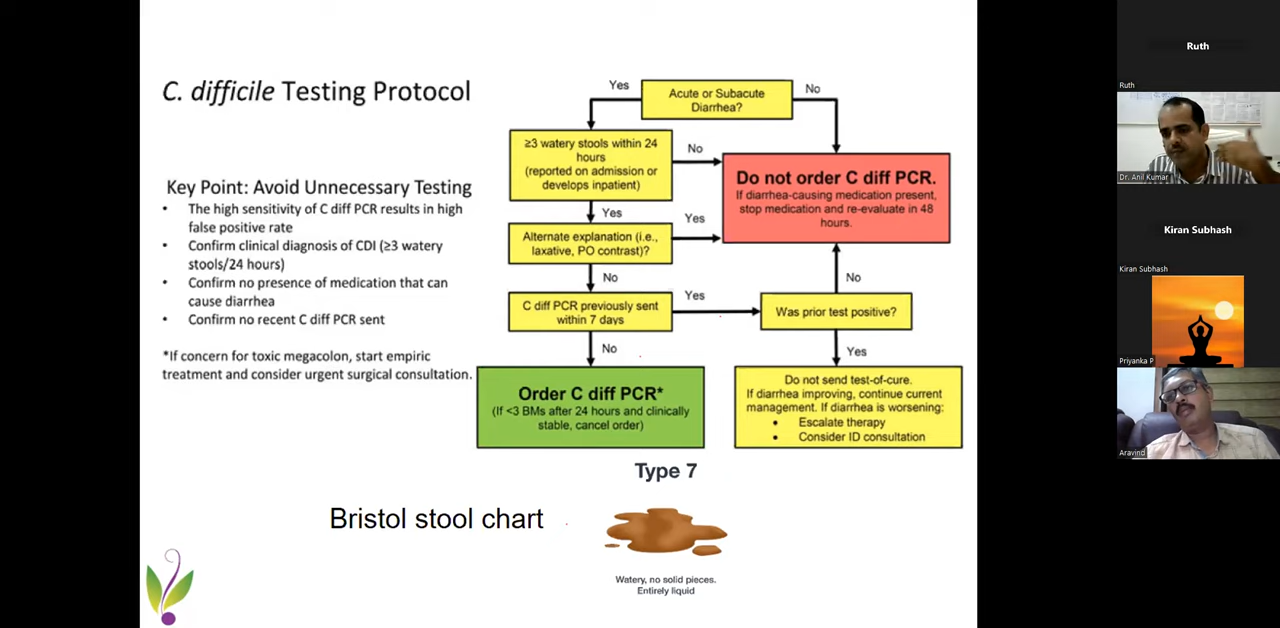 C. difficile Testing Protocol
Key Point: Avoid Unnecessary Testing
• The high sensitivity of C diff PCR results in high
false positive rate
• Confirm clinical diagnosis of CDI (≥3 watery
stools/24 hours)
• Confirm no presence of medication that can
cause diarrhea
• Confirm no recent C diff PCR sent
*If concern for toxic megacolon, start empiric
treatment and consider urgent surgical consultation.
Acute or Subacute
Diarrhea?
Yes
No
≥3 watery stools within 24
hours
(reported on admission or
develops inpatient)
No
Yes
Do not order C diff PCR.
If diarrhea-causing medication present,
stop medication and re-evaluate in 48
hours.
Alternate explanation (i.e.,
laxative, PO contrast)?
Yes
No
C diff PCR previously sent
within 7 days
Yes
No
Was prior test positive?
No
Yes
Order C diff PCR*
(If <3 BMs after 24 hours and clinically
stable, cancel order)
Do not send test-of-cure.
If diarrhea improving, continue current
management. If diarrhea is worsening:
• Escalate therapy
• Consider ID consultation
Type 7
Bristol stool chart
Watery, no solid pieces.
Entirely liquid
Ruth
Ruth
Dr. Anil Kumar
Kiran Subhash
Kiran Subhash
Priyanka P
Aravind